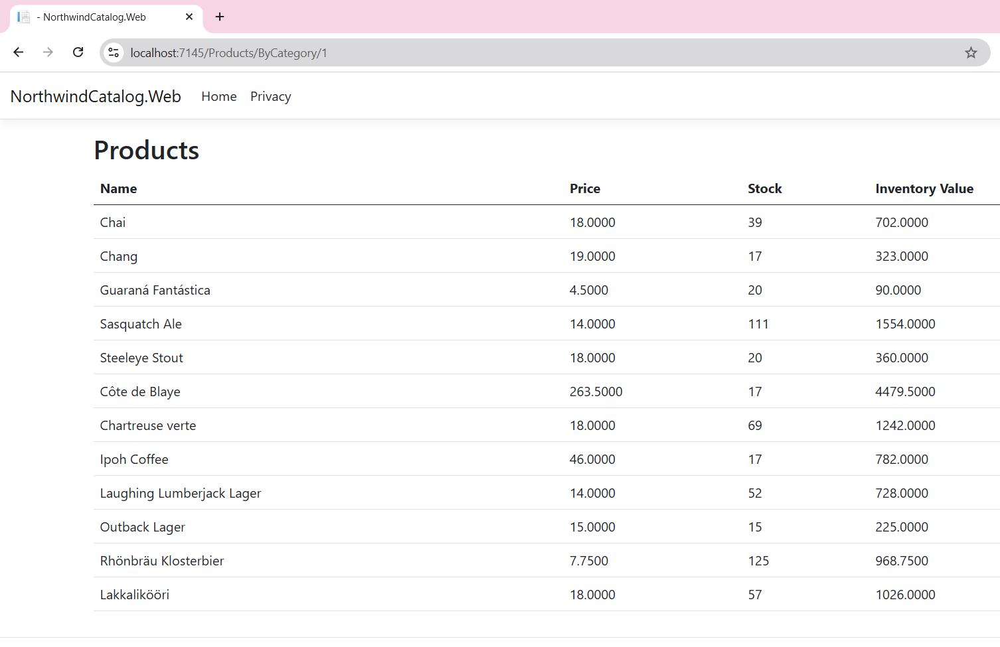 - NorthwindCatalog.Web
localhost:7145/Products/ByCategory/1
NorthwindCatalog.Web Home Privacy
Products
Name Price Stock Inventory Value
Chai 18.0000 39 702.0000
Chang 19.0000 17 323.0000
Guaraná Fantástica 4.5000 20 90.0000
Sasquatch Ale 14.0000 111 1554.0000
Steeleye Stout 18.0000 20 360.0000
Côte de Blaye 263.5000 17 4479.5000
Chartreuse verte 18.0000 69 1242.0000
Ipoh Coffee 46.0000 17 782.0000
Laughing Lumberjack Lager 14.0000 52 728.0000
Outback Lager 15.0000 15 225.0000
Rhönbräu Klosterbier 7.7500 125 968.7500
Lakkalikööri 18.0000 57 1026.0000